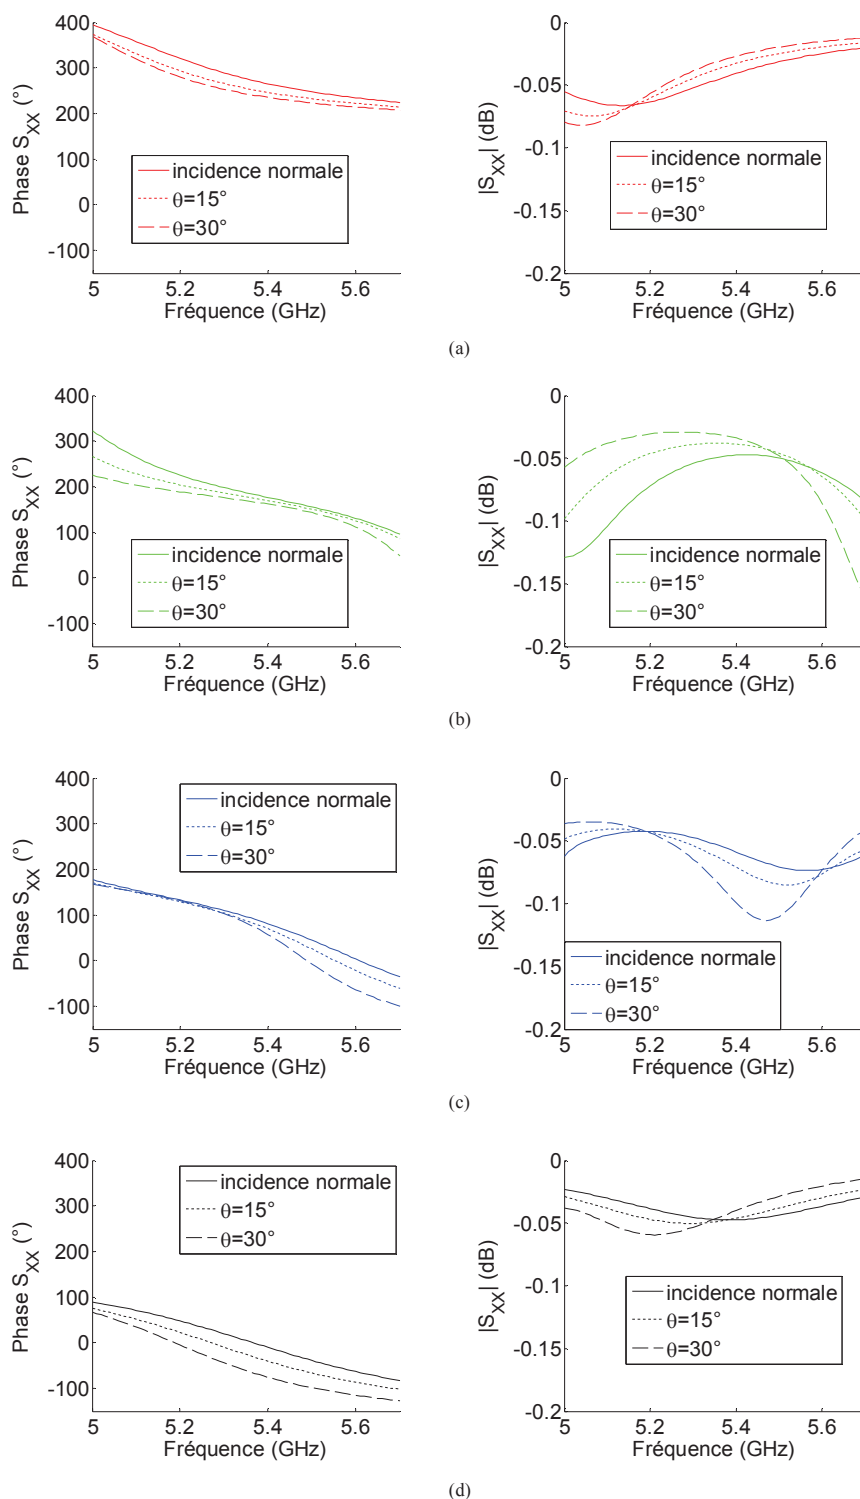 400
300
200
100
0
-100
Phase S_XX (°)
incidence normale
θ=15°
θ=30°
5
5.2
5.4
5.6
Fréquence (GHz)
0
-0.05
-0.1
-0.15
-0.2
|S_XX| (dB)
incidence normale
θ=15°
θ=30°
5
5.2
5.4
5.6
Fréquence (GHz)
(a)
400
300
200
100
0
-100
Phase S_XX (°)
incidence normale
θ=15°
θ=30°
5
5.2
5.4
5.6
Fréquence (GHz)
0
-0.05
-0.1
-0.15
-0.2
|S_XX| (dB)
incidence normale
θ=15°
θ=30°
5
5.2
5.4
5.6
Fréquence (GHz)
(b)
400
300
200
100
0
-100
Phase S_XX (°)
incidence normale
θ=15°
θ=30°
5
5.2
5.4
5.6
Fréquence (GHz)
0
-0.05
-0.1
-0.15
-0.2
|S_XX| (dB)
incidence normale
θ=15°
θ=30°
5
5.2
5.4
5.6
Fréquence (GHz)
(c)
400
300
200
100
0
-100
Phase S_XX (°)
incidence normale
θ=15°
θ=30°
5
5.2
5.4
5.6
Fréquence (GHz)
0
-0.05
-0.1
-0.15
-0.2
|S_XX| (dB)
incidence normale
θ=15°
θ=30°
5
5.2
5.4
5.6
Fréquence (GHz)
(d)